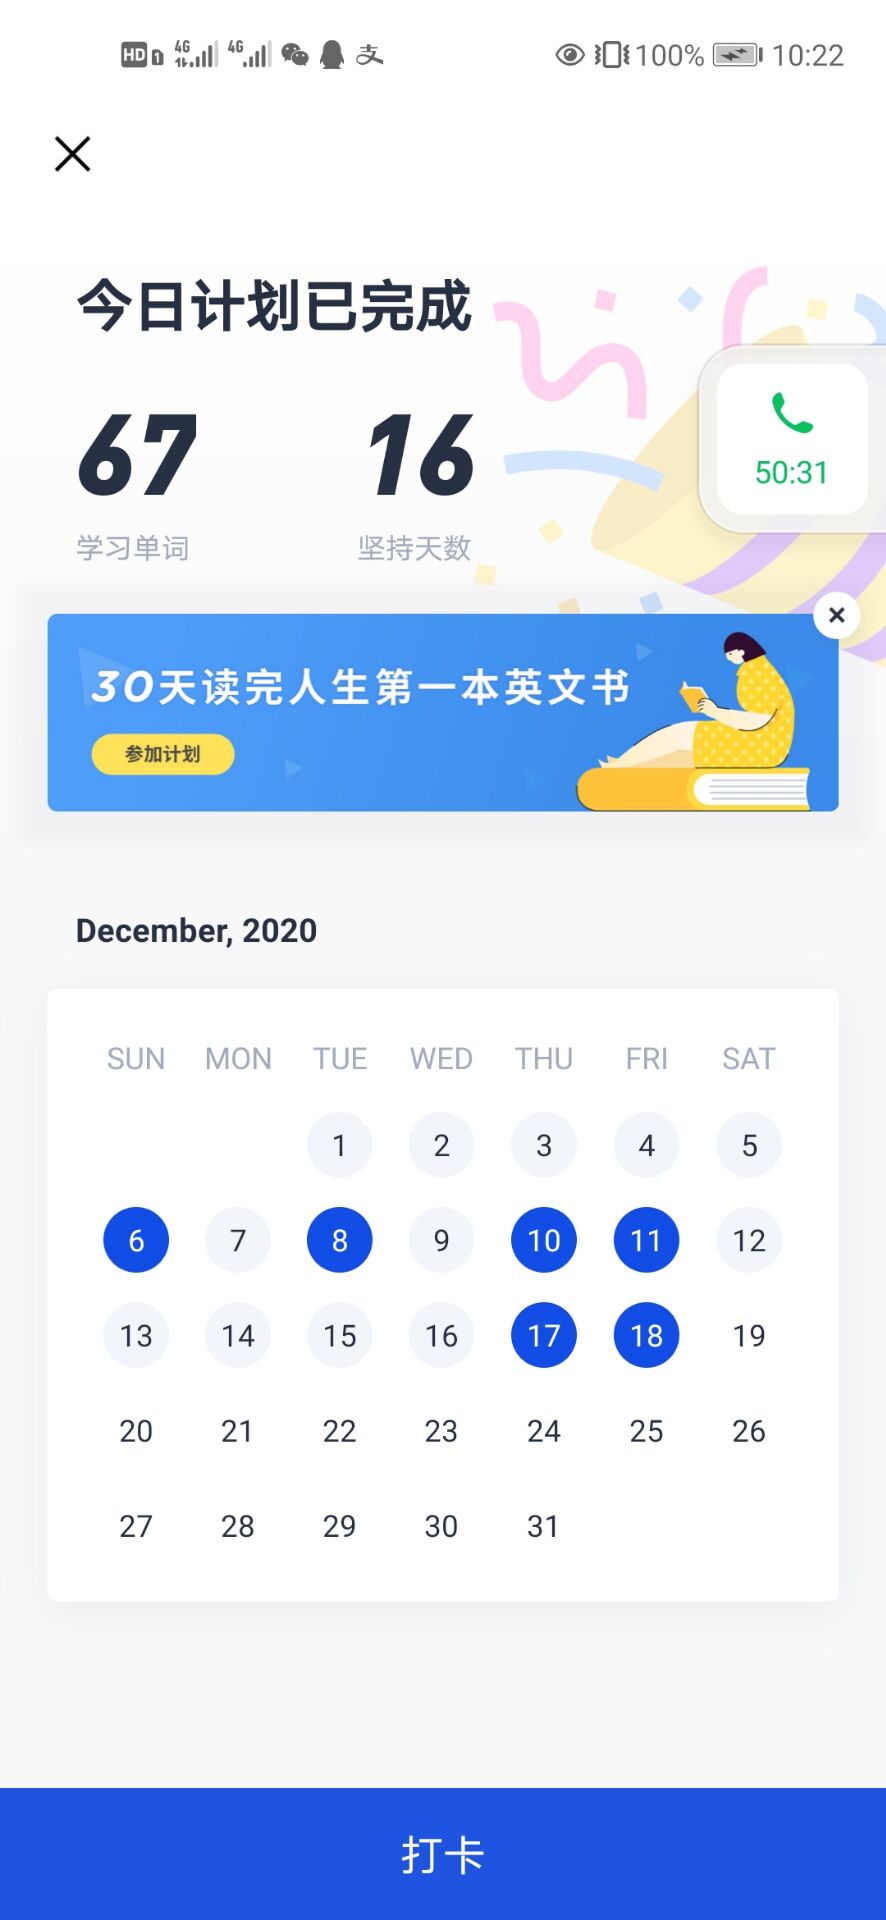 HD 1 4G 4G 支 100% 10:22
今日计划已完成
67 16
50:31
学习单词 坚持天数
30天读完人生第一本英文书
参加计划
December, 2020
SUN MON TUE WED THU FRI SAT
1 2 3 4 5
6 7 8 9 10 11 12
13 14 15 16 17 18 19
20 21 22 23 24 25 26
27 28 29 30 31
打卡